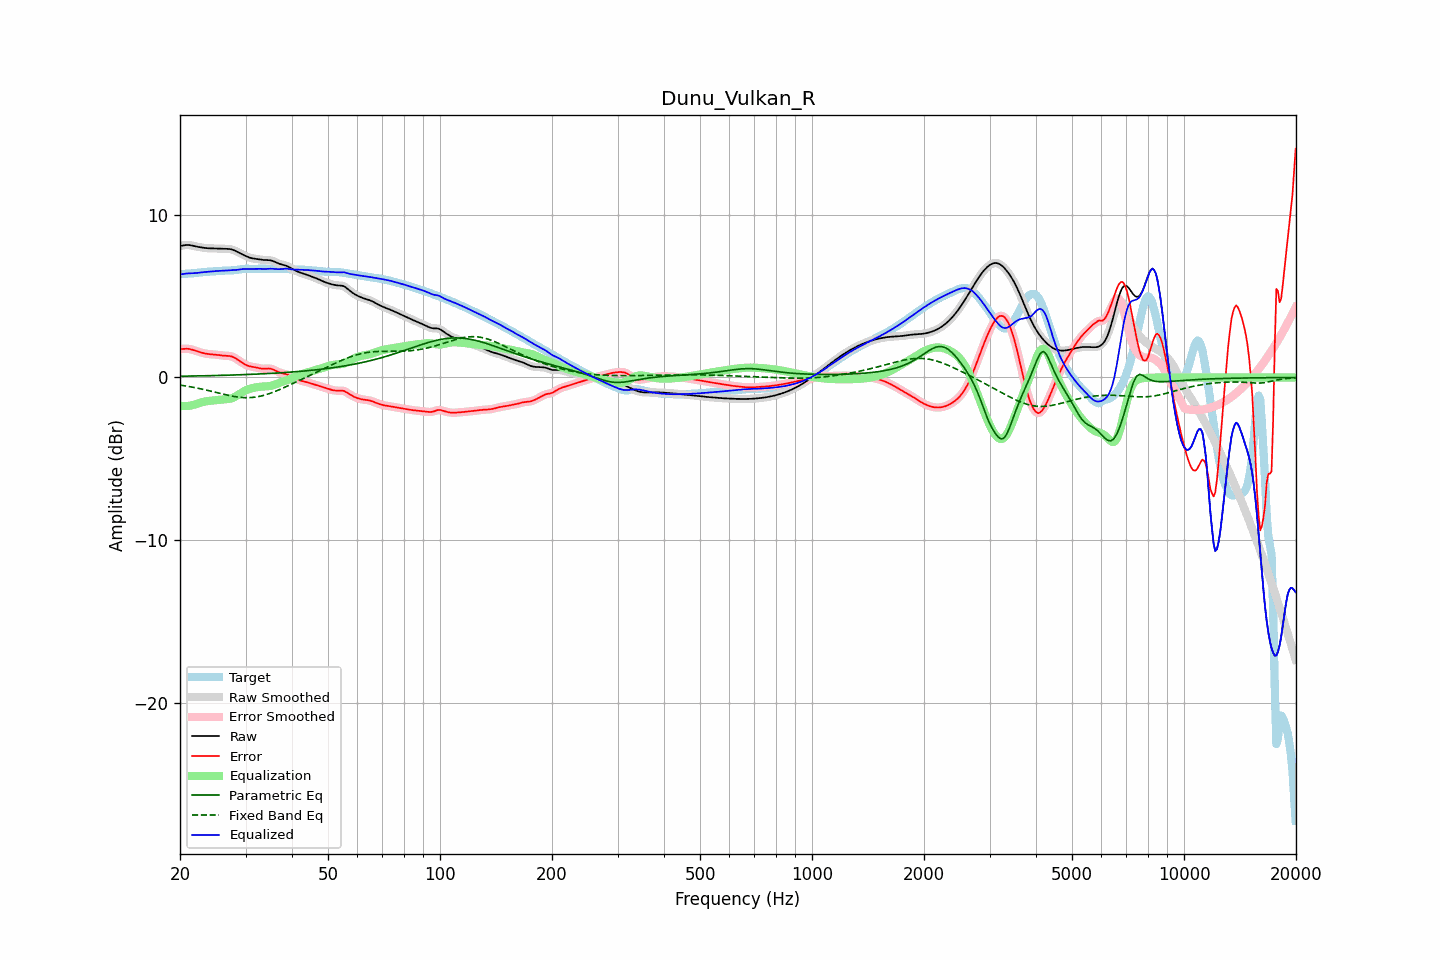 Dunu_Vulkan_R
Amplitude (dBr)
10
0
−10
−20
Target
Raw Smoothed
Error Smoothed
Raw
Error
Equalization
Parametric Eq
Fixed Band Eq
Equalized
20 50 100 200 500 1000 2000 5000 10000 20000
Frequency (Hz)